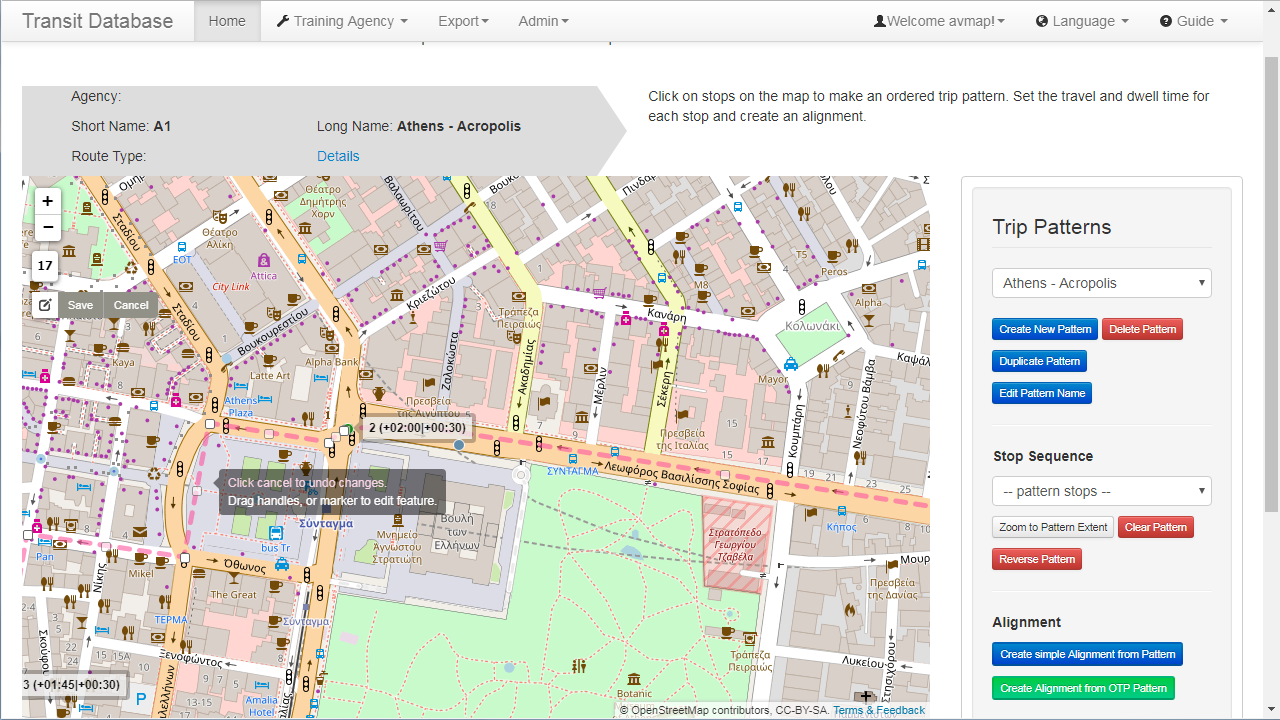 Transit Database
Home
Training Agency
Export
Admin
Welcome avmap!
Language
Guide
Agency:
Short Name: A1
Long Name: Athens - Acropolis
Route Type:
Details
Click on stops on the map to make an ordered trip pattern. Set the travel and dwell time for
each stop and create an alignment.
+
−
17
Save
Cancel
Σταδίου
Θέατρο
Αλίκη
ΕΟΤ
Attica
City Link
Θέατρο
Δημήτρης
Χορν
Βαλαωρίτου
Κριεζώτου
Πινδάρου
T5
Peros
M8
Alpha
Κολωνάκι
Κανάρη
Τράπεζα
Πειραιώς
Σταδίου
Βουκουρεστίου
Alpha Bank
Kaya
Latte Art
Athens
Plaza
Ζαλοκώστα
Ακαδημίας
Μέρλιν
Σέκερη
Mayor
Κουμπάρη
Νεοφύτου Βάμβα
Πρεσβεία
της Αιγύπτου
Πρεσβεία
της Ιταλίας
2 (+02:00|+00:30)
ΣΥΝΤΑΓΜΑ
Λεωφόρος Βασιλίσσης Σοφίας
Κήπος
Click cancel to undo changes.
Drag handles, or marker to edit feature.
Σύνταγμα
bus Tr
Μνημείο
Άγνωστου
Στρατιώτη
Βουλή
των
Ελλήνων
Στρατόπεδο
Γεωργίου
Τζαβέλα
Pan
Νίκης
Mikel
Όθωνος
The Great
ΤΕΡΜΑ
Σύνταγμα
Ξενοφώντος
Πρεσβεία
της Δανίας
Τράπεζα
Πειραιώς
Λυκείου
3 (+01:45|+00:30)
P
Amalia
Hotel
Botanic
© OpenStreetMap contributors, CC-BY-SA. Terms & Feedback
Trip Patterns
Athens - Acropolis
Create New Pattern
Delete Pattern
Duplicate Pattern
Edit Pattern Name
Stop Sequence
-- pattern stops --
Zoom to Pattern Extent
Clear Pattern
Reverse Pattern
Alignment
Create simple Alignment from Pattern
Create Alignment from OTP Pattern